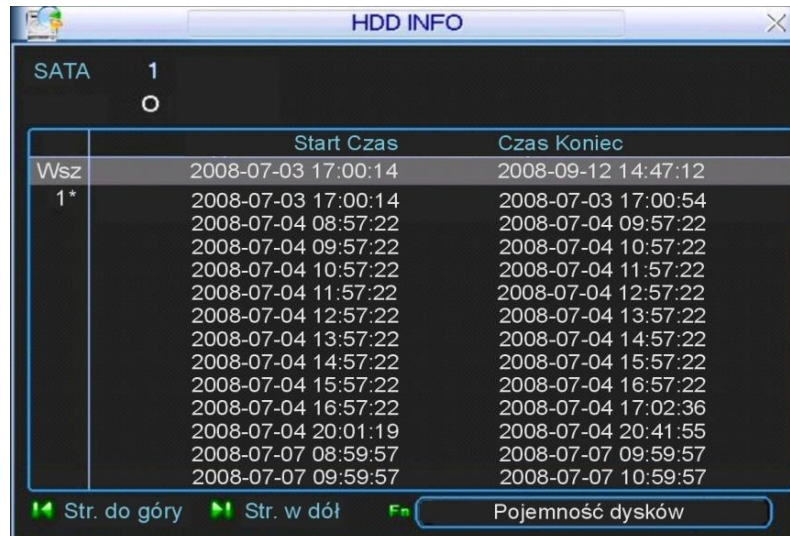 HDD INFO
SATA 1
O
Start Czas Czas Koniec
Wsz 2008-07-03 17:00:14 2008-09-12 14:47:12
1* 2008-07-03 17:00:14 2008-07-03 17:00:54
2008-07-04 08:57:22 2008-07-04 09:57:22
2008-07-04 09:57:22 2008-07-04 10:57:22
2008-07-04 10:57:22 2008-07-04 11:57:22
2008-07-04 11:57:22 2008-07-04 12:57:22
2008-07-04 12:57:22 2008-07-04 13:57:22
2008-07-04 13:57:22 2008-07-04 14:57:22
2008-07-04 14:57:22 2008-07-04 15:57:22
2008-07-04 15:57:22 2008-07-04 16:57:22
2008-07-04 16:57:22 2008-07-04 17:02:36
2008-07-04 20:01:19 2008-07-04 20:41:55
2008-07-07 08:59:57 2008-07-07 09:59:57
2008-07-07 09:59:57 2008-07-07 10:59:57
Str. do góry Str. w dół Fn Pojemność dysków